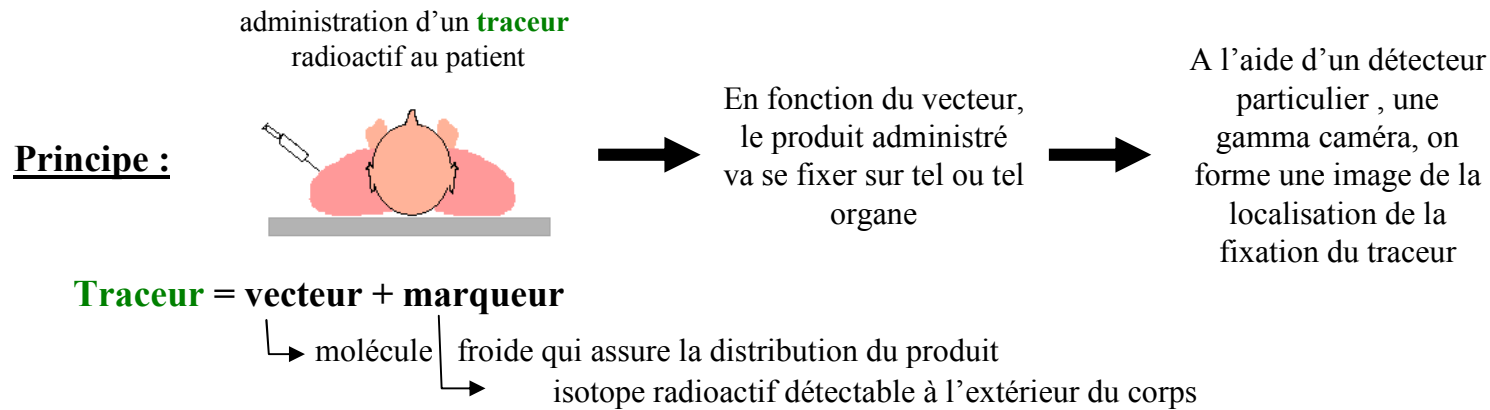 Principe :
administration d’un traceur
radioactif au patient
En fonction du vecteur,
le produit administré
va se fixer sur tel ou tel
organe
A l’aide d’un détecteur
particulier , une
gamma caméra, on
forme une image de la
localisation de la
fixation du traceur
Traceur = vecteur + marqueur
molécule froide qui assure la distribution du produit
isotope radioactif détectable à l’extérieur du corps